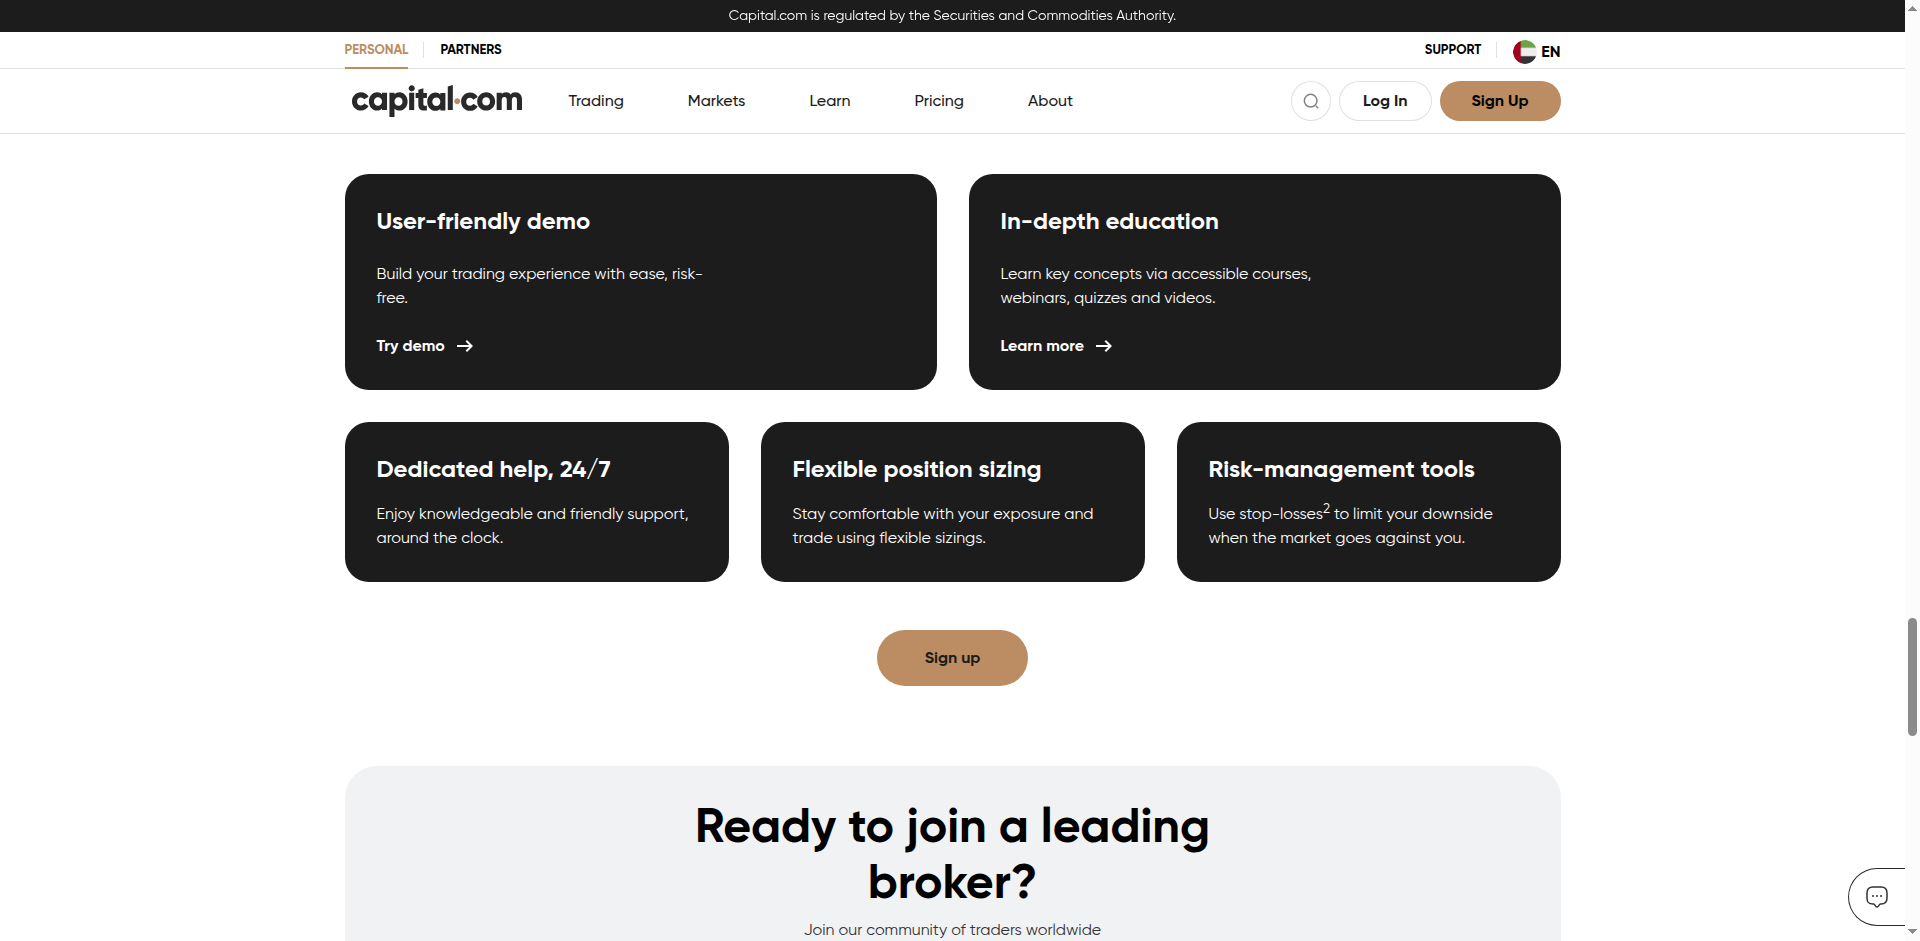 Capital.com is regulated by the Securities and Commodities Authority.
PERSONAL PARTNERS SUPPORT EN
capital.com Trading Markets Learn Pricing About Log In Sign Up
User-friendly demo
Build your trading experience with ease, risk-
free.
Try demo
In-depth education
Learn key concepts via accessible courses,
webinars, quizzes and videos.
Learn more
Dedicated help, 24/7
Enjoy knowledgeable and friendly support,
around the clock.
Flexible position sizing
Stay comfortable with your exposure and
trade using flexible sizings.
Risk-management tools
Use stop-losses2 to limit your downside
when the market goes against you.
Sign up
Ready to join a leading
broker?
Join our community of traders worldwide